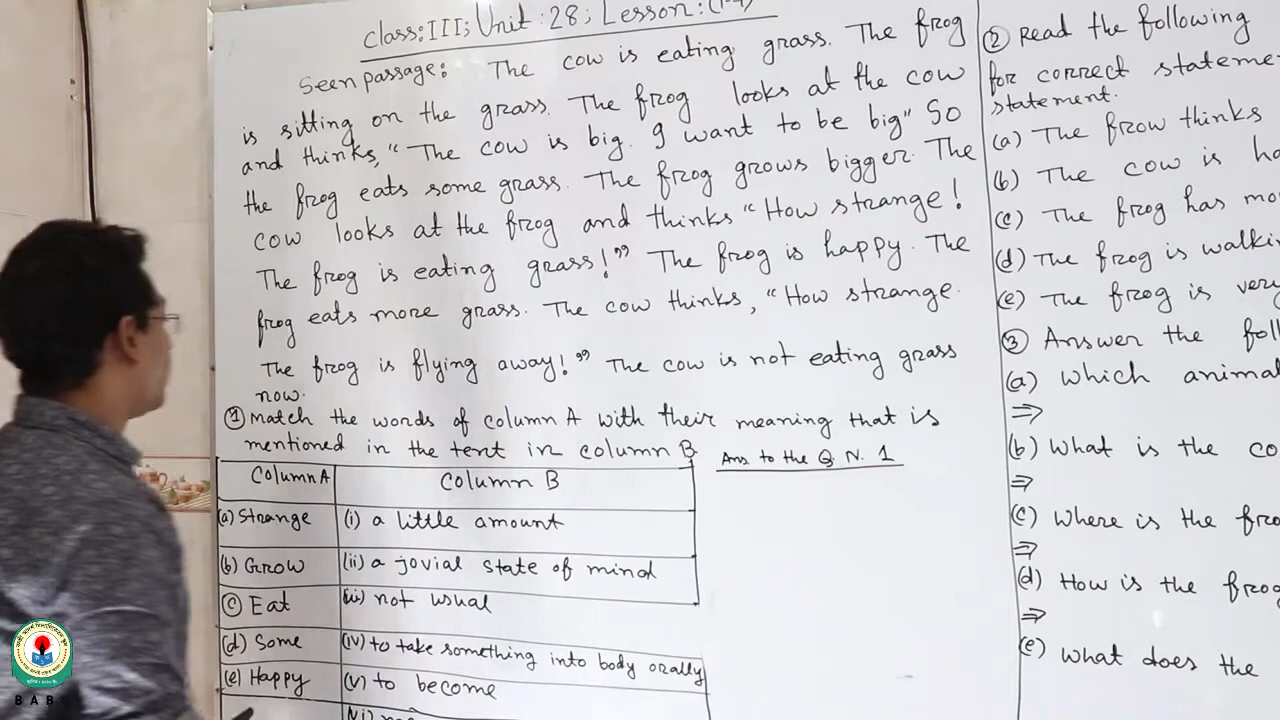 Class: III; Unit: 28; Lesson: (1-4)
Seen passage: The cow is eating grass. The frog
is sitting on the grass. The frog looks at the cow
and thinks, "The cow is big. I want to be big" So
the frog eats some grass. The frog grows bigger. The
cow looks at the frog and thinks "How strange!
The frog is eating grass!" The frog is happy. The
frog eats more grass. The cow thinks, "How strange.
The frog is flying away!" The cow is not eating grass
now.
① Match the words of column A with their meaning that is
mentioned in the text in column B
Ans to the Q. N. 1
Column A Column B
(a) Strange (i) a little amount
(b) Grow (ii) a jovial state of mind
(c) Eat (iii) not usual
(d) Some (iv) to take something into body orally
(e) Happy (v) to become
(vi)
② Read the following
for correct stateme
statement.
(a) The frow thinks
(b) The cow is ha
(c) The frog has mo
(d) The frog is walkin
(e) The frog is very
③ Answer the foll
(a) Which animal
⇒
(b) What is the co
⇒
(c) Where is the fro
⇒
(d) How is the frog
⇒
(e) What does the
BAB